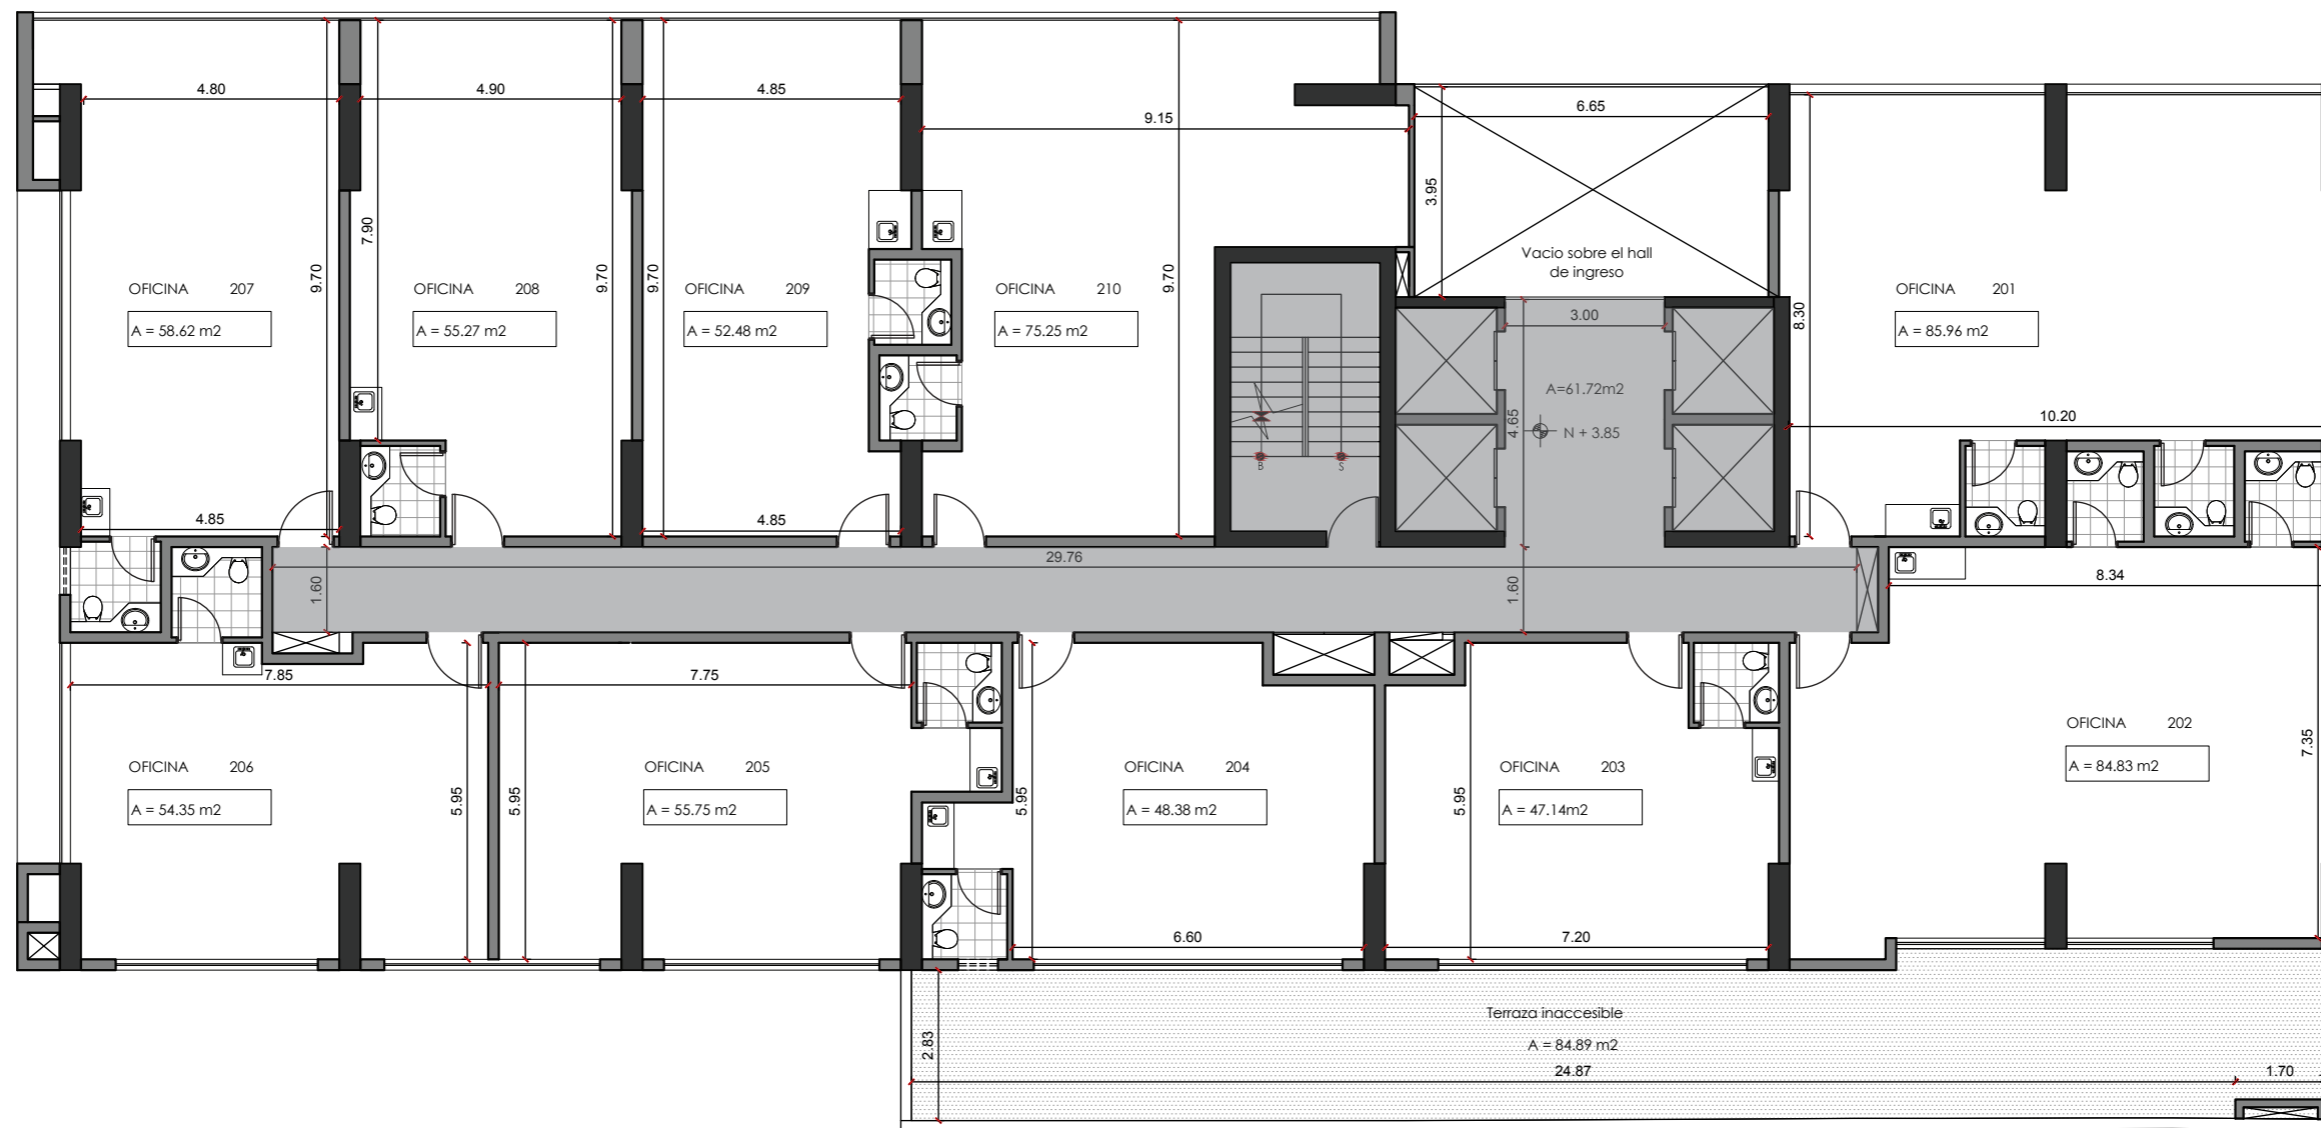 4.80
4.90
4.85
9.15
6.65
3.95
7.90
9.70
9.70
9.70
9.70
8.30
Vacio sobre el hall
de ingreso
OFICINA 207
A = 58.62 m2
OFICINA 208
A = 55.27 m2
OFICINA 209
A = 52.48 m2
OFICINA 210
A = 75.25 m2
OFICINA 201
A = 85.96 m2
3.00
A=61.72m2
4.65
N + 3.85
10.20
B
S
4.85
4.85
29.76
1.60
1.60
8.34
7.85
7.75
OFICINA 202
A = 84.83 m2
7.35
OFICINA 206
A = 54.35 m2
5.95
5.95
OFICINA 205
A = 55.75 m2
5.95
OFICINA 204
A = 48.38 m2
5.95
OFICINA 203
A = 47.14m2
6.60
7.20
Terraza inaccesible
A = 84.89 m2
2.83
24.87
1.70